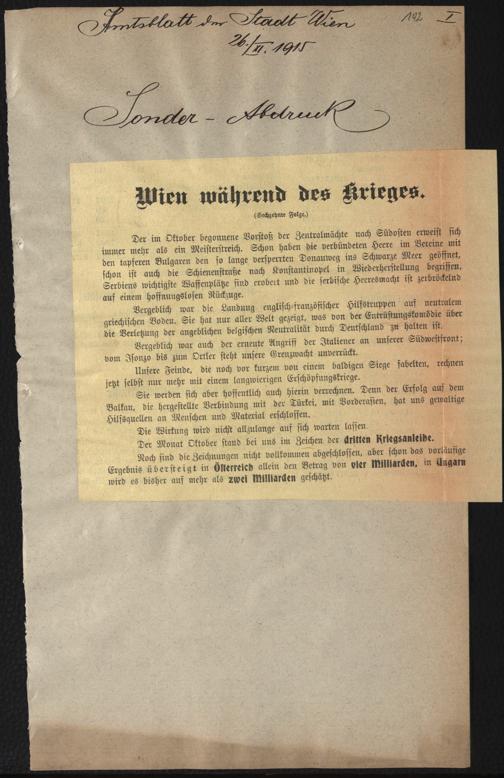 Amtsblatt der Stadt Wien
192 I
26./XI. 1915
Sonder - Abdruck
Wien während des Krieges.
(Sechzehnte Folge.)
Der im Oktober begonnene Vorstoß der Zentralmächte nach Südosten erweist sich
immer mehr als ein Meisterstreich. Schon haben die verbündeten Heere im Vereine mit
den tapferen Bulgaren den so lange versperrten Donauweg ins Schwarze Meer geöffnet,
schon ist auch die Schienenstraße nach Konstantinopel in Wiederherstellung begriffen,
Serbiens wichtigste Waffenplätze sind erobert und die serbische Heeresmacht ist zerbröckelnd
auf einem hoffnungslosen Rückzuge.
Vergeblich war die Landung englisch-französischer Hilfstruppen auf neutralem
griechischen Boden. Sie hat nur aller Welt gezeigt, was von der Entrüstungskomödie über
die Verletzung der angeblichen belgischen Neutralität durch Deutschland zu halten ist.
Vergeblich war auch der erneute Angriff der Italiener an unserer Südwestfront;
vom Isonzo bis zum Ortler steht unsere Grenzwacht unverrückt.
Unsere Feinde, die noch vor kurzem von einem baldigen Siege fabelten, rechnen
jetzt selbst nur mehr mit einem langwierigen Erschöpfungskriege.
Sie werden sich aber hoffentlich auch hierin verrechnen. Denn der Erfolg auf dem
Balkan, die hergestellte Verbindung mit der Türkei, mit Vorderasien, hat uns gewaltige
Hilfsquellen an Menschen und Material erschlossen.
Die Wirkung wird nicht allzulange auf sich warten lassen.
Der Monat Oktober stand bei uns im Zeichen der dritten Kriegsanleihe.
Noch sind die Zeichnungen nicht vollkommen abgeschlossen, aber schon das vorläufige
Ergebnis übersteigt in Österreich allein den Betrag von vier Milliarden, in Ungarn
wird es bisher auf mehr als zwei Milliarden geschätzt.